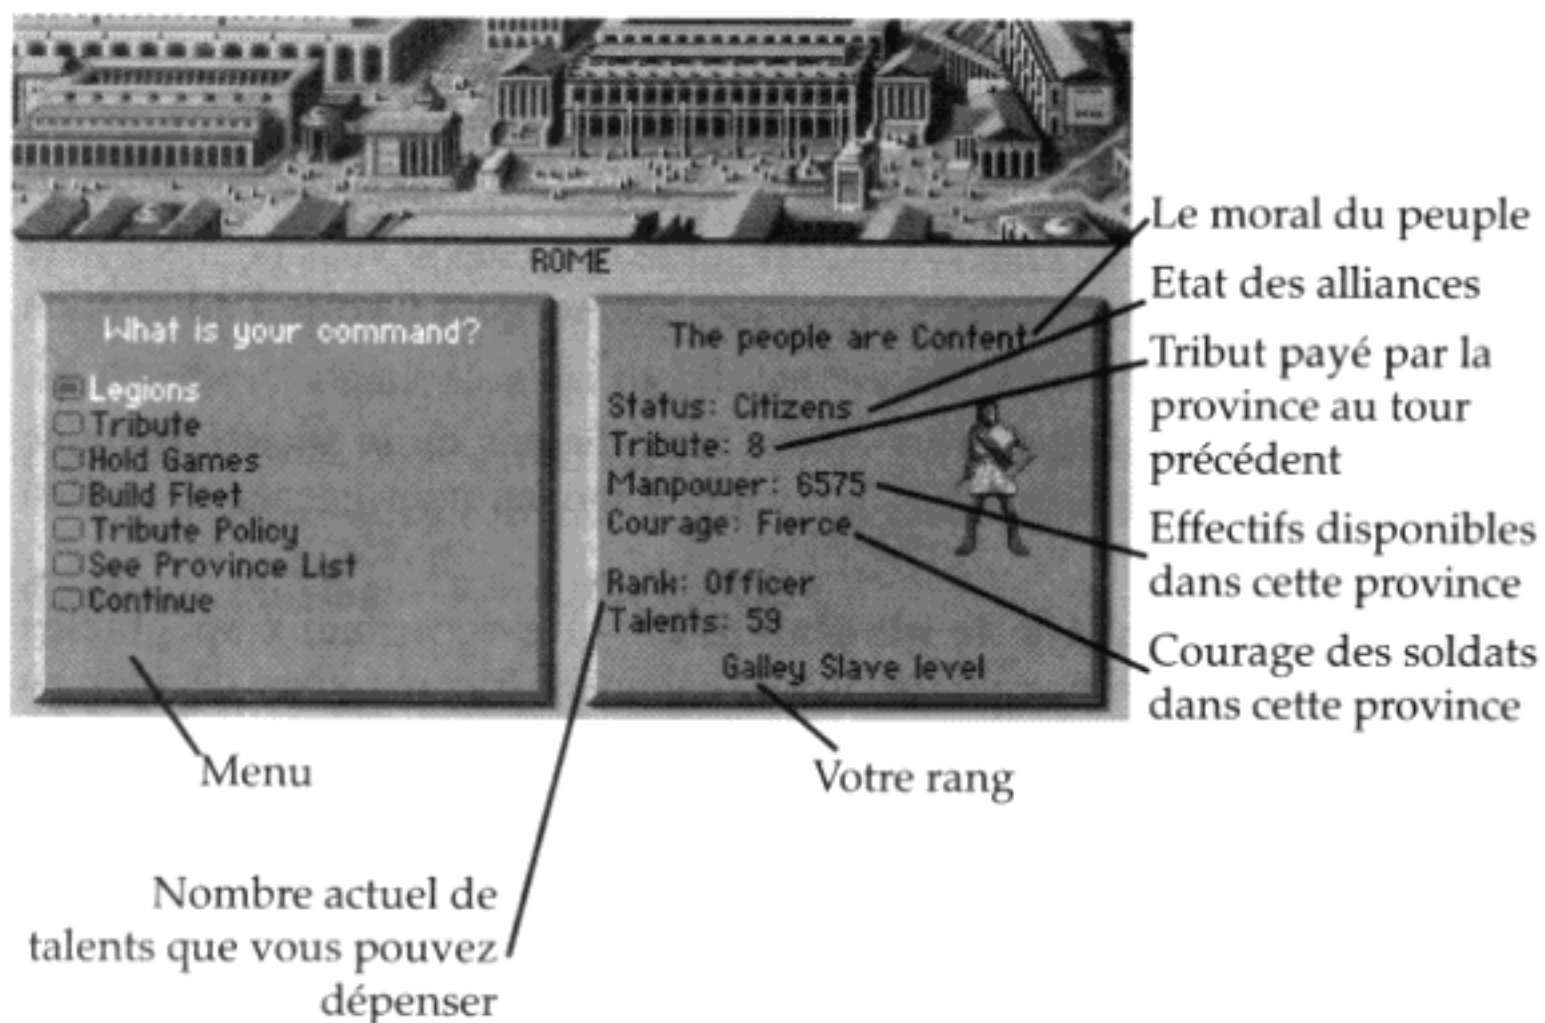 ROME
What is your command?
Legions
Tribute
Hold Games
Build Fleet
Tribute Policy
See Province List
Continue
The people are Content
Status: Citizens
Tribute: 8
Manpower: 6575
Courage: Fierce
Rank: Officer
Talents: 59
Galley Slave level
Le moral du peuple
Etat des alliances
Tribut payé par la
province au tour
précédent
Effectifs disponibles
dans cette province
Courage des soldats
dans cette province
Menu
Votre rang
Nombre actuel de
talents que vous pouvez
dépenser